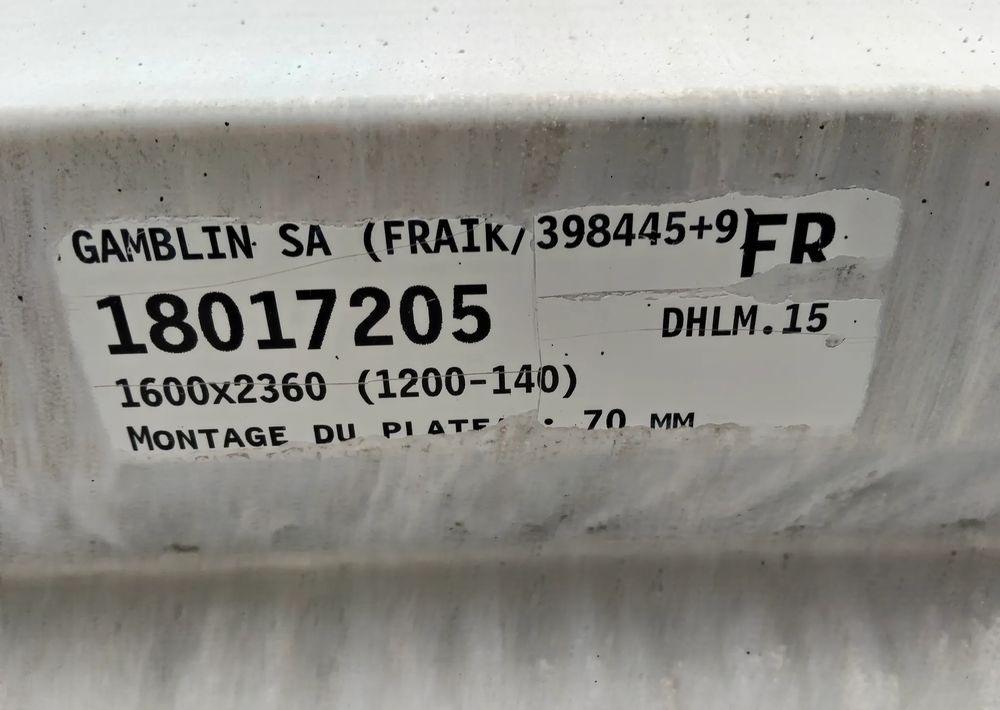 GAMBLIN SA (FRAIK/398445+9) FR
18017205
DHLM.15
1600x2360 (1200-140)
MONTAGE DU : 70 MM